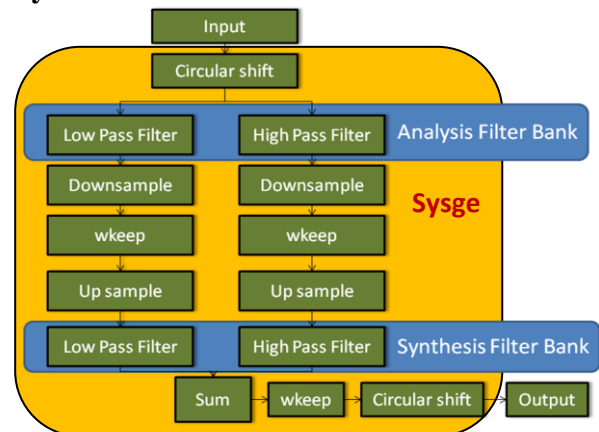 Input
Circular shift
Low Pass Filter High Pass Filter Analysis Filter Bank
Downsample Downsample
Sysge
wkeep wkeep
Up sample Up sample
Low Pass Filter High Pass Filter Synthesis Filter Bank
Sum wkeep Circular shift Output